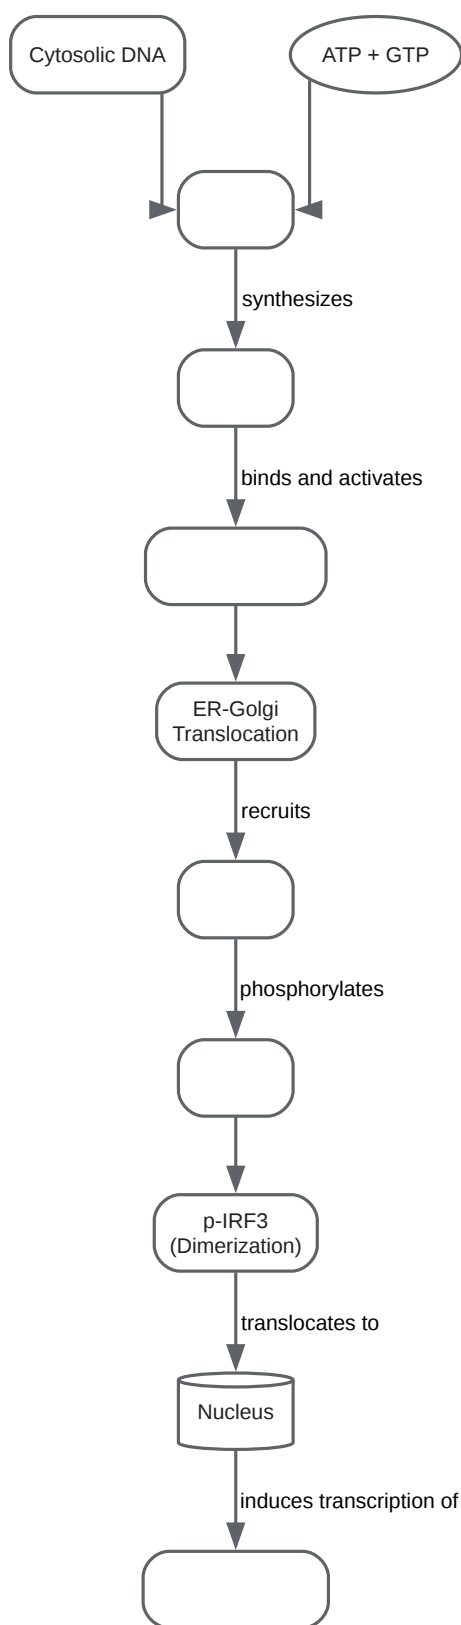 Cytosolic DNA
ATP + GTP
synthesizes
binds and activates
ER-Golgi
Translocation
recruits
phosphorylates
p-IRF3
(Dimerization)
translocates to
Nucleus
induces transcription of